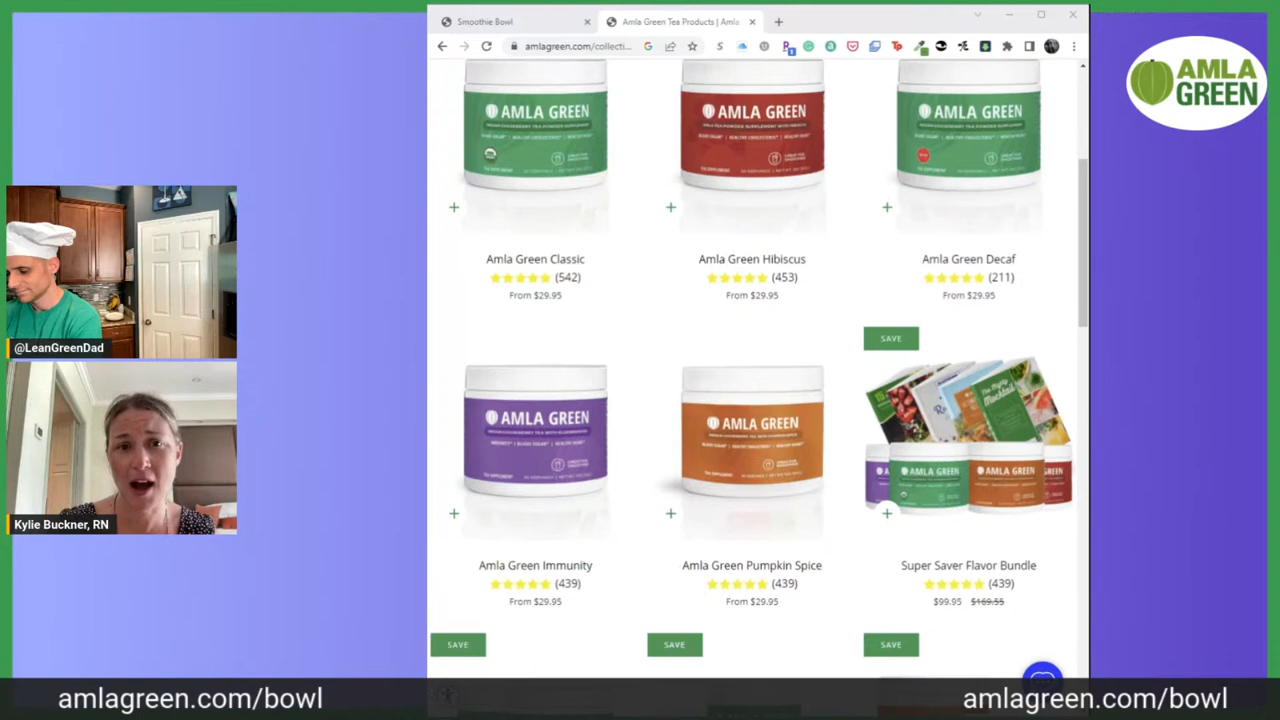 Smoothie Bowl
Amla Green Tea Products | Amla
amlagreen.com/collecti...
AMLA
GREEN
AMLA GREEN
AMLA GREEN
AMLA GREEN
Amla Green Classic
(542)
From $29.95
Amla Green Hibiscus
(453)
From $29.95
Amla Green Decaf
(211)
From $29.95
SAVE
AMLA GREEN
AMLA GREEN
The Mighty
Mocktail
AMLA GREEN
AMLA GREEN
Amla Green Immunity
(439)
From $29.95
Amla Green Pumpkin Spice
(439)
From $29.95
Super Saver Flavor Bundle
(439)
$99.95 $169.55
SAVE
SAVE
SAVE
@LeanGreenDad
Kylie Buckner, RN
amlagreen.com/bowl
amlagreen.com/bowl